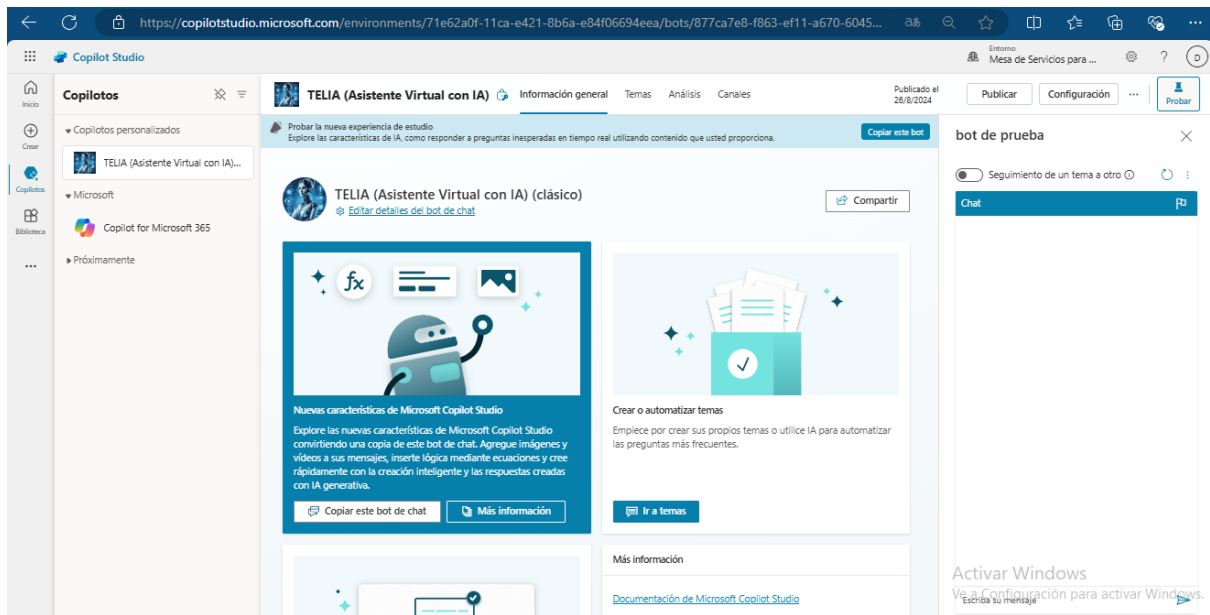 https://copilotstudio.microsoft.com/environments/71e62a0f-11ca-e421-8b6a-e84f06694eea/bots/877ca7e8-f863-ef11-a670-6045...
aあ
Copilot Studio
Entorno
Mesa de Servicios para ...
?
D
Inicio
Crear
Copilotos
Biblioteca
...
Copilotos
Copilotos personalizados
TELIA (Asistente Virtual con IA)...
Microsoft
Copilot for Microsoft 365
Próximamente
TELIA (Asistente Virtual con IA)
Información general
Temas
Análisis
Canales
Publicado el
26/8/2024
Publicar
Configuración
...
Probar
Probar la nueva experiencia de estudio
Explore las características de IA, como responder a preguntas inesperadas en tiempo real utilizando contenido que usted proporciona.
Copiar este bot
TELIA (Asistente Virtual con IA) (clásico)
Editar detalles del bot de chat
Compartir
fx
Nuevas características de Microsoft Copilot Studio
Explore las nuevas características de Microsoft Copilot Studio
convirtiendo una copia de este bot de chat. Agregue imágenes y
vídeos a sus mensajes, inserte lógica mediante ecuaciones y cree
rápidamente con la creación inteligente y las respuestas creadas
con IA generativa.
Copiar este bot de chat
Más información
Crear o automatizar temas
Empiece por crear sus propios temas o utilice IA para automatizar
las preguntas más frecuentes.
Ir a temas
Más información
Documentación de Microsoft Copilot Studio
bot de prueba
Seguimiento de un tema a otro
Chat
Activar Windows
Ve a Configuración para activar Windows.
Escriba su mensaje